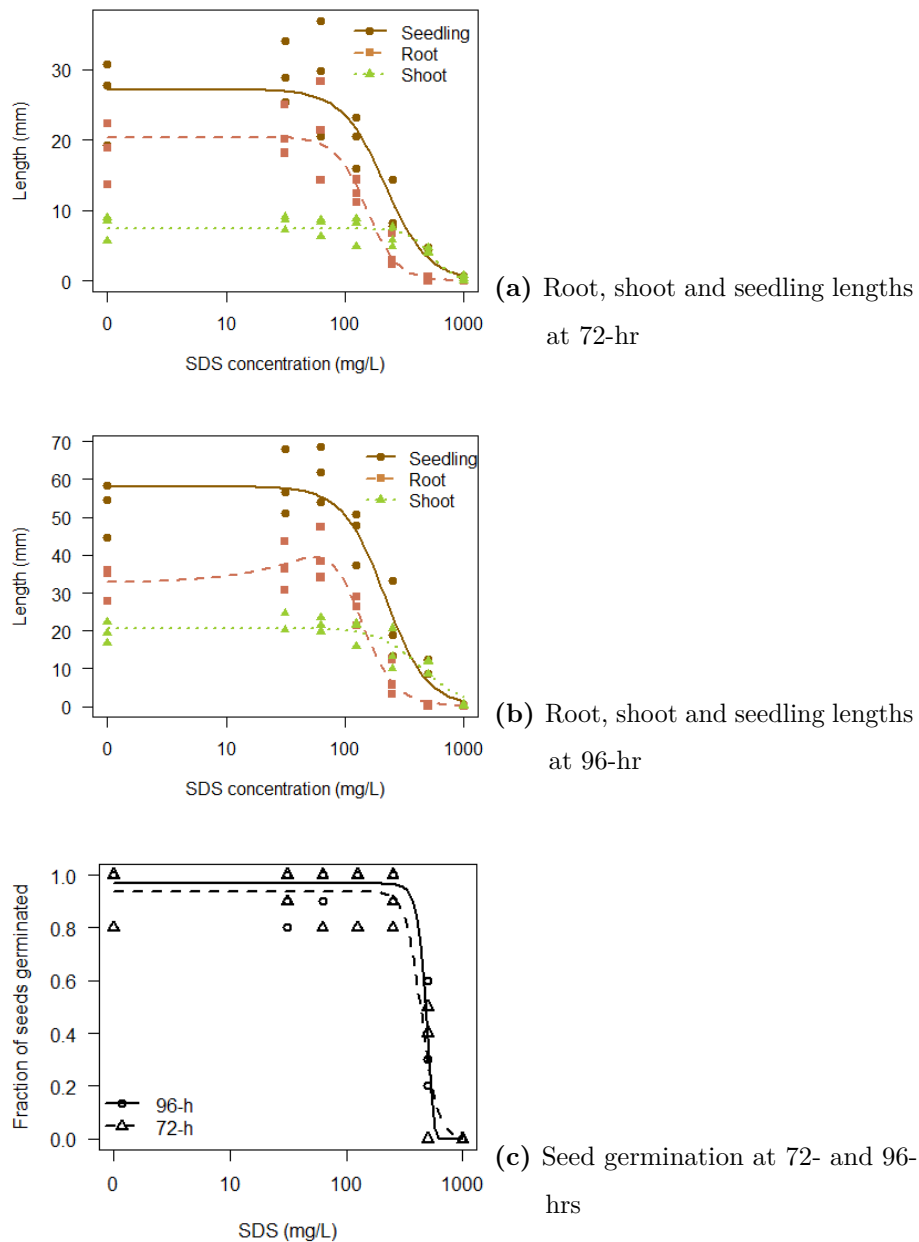 Seedling
Root
Shoot
30
20
10
0
Length (mm)
0 10 100 1000
SDS concentration (mg/L)
(a) Root, shoot and seedling lengths
at 72-hr
Seedling
Root
Shoot
70
60
50
40
30
20
10
0
Length (mm)
0 10 100 1000
SDS concentration (mg/L)
(b) Root, shoot and seedling lengths
at 96-hr
1.0
0.8
0.6
0.4
0.2
0.0
Fraction of seeds germinated
96-h
72-h
0 10 100 1000
SDS (mg/L)
(c) Seed germination at 72- and 96-
hrs